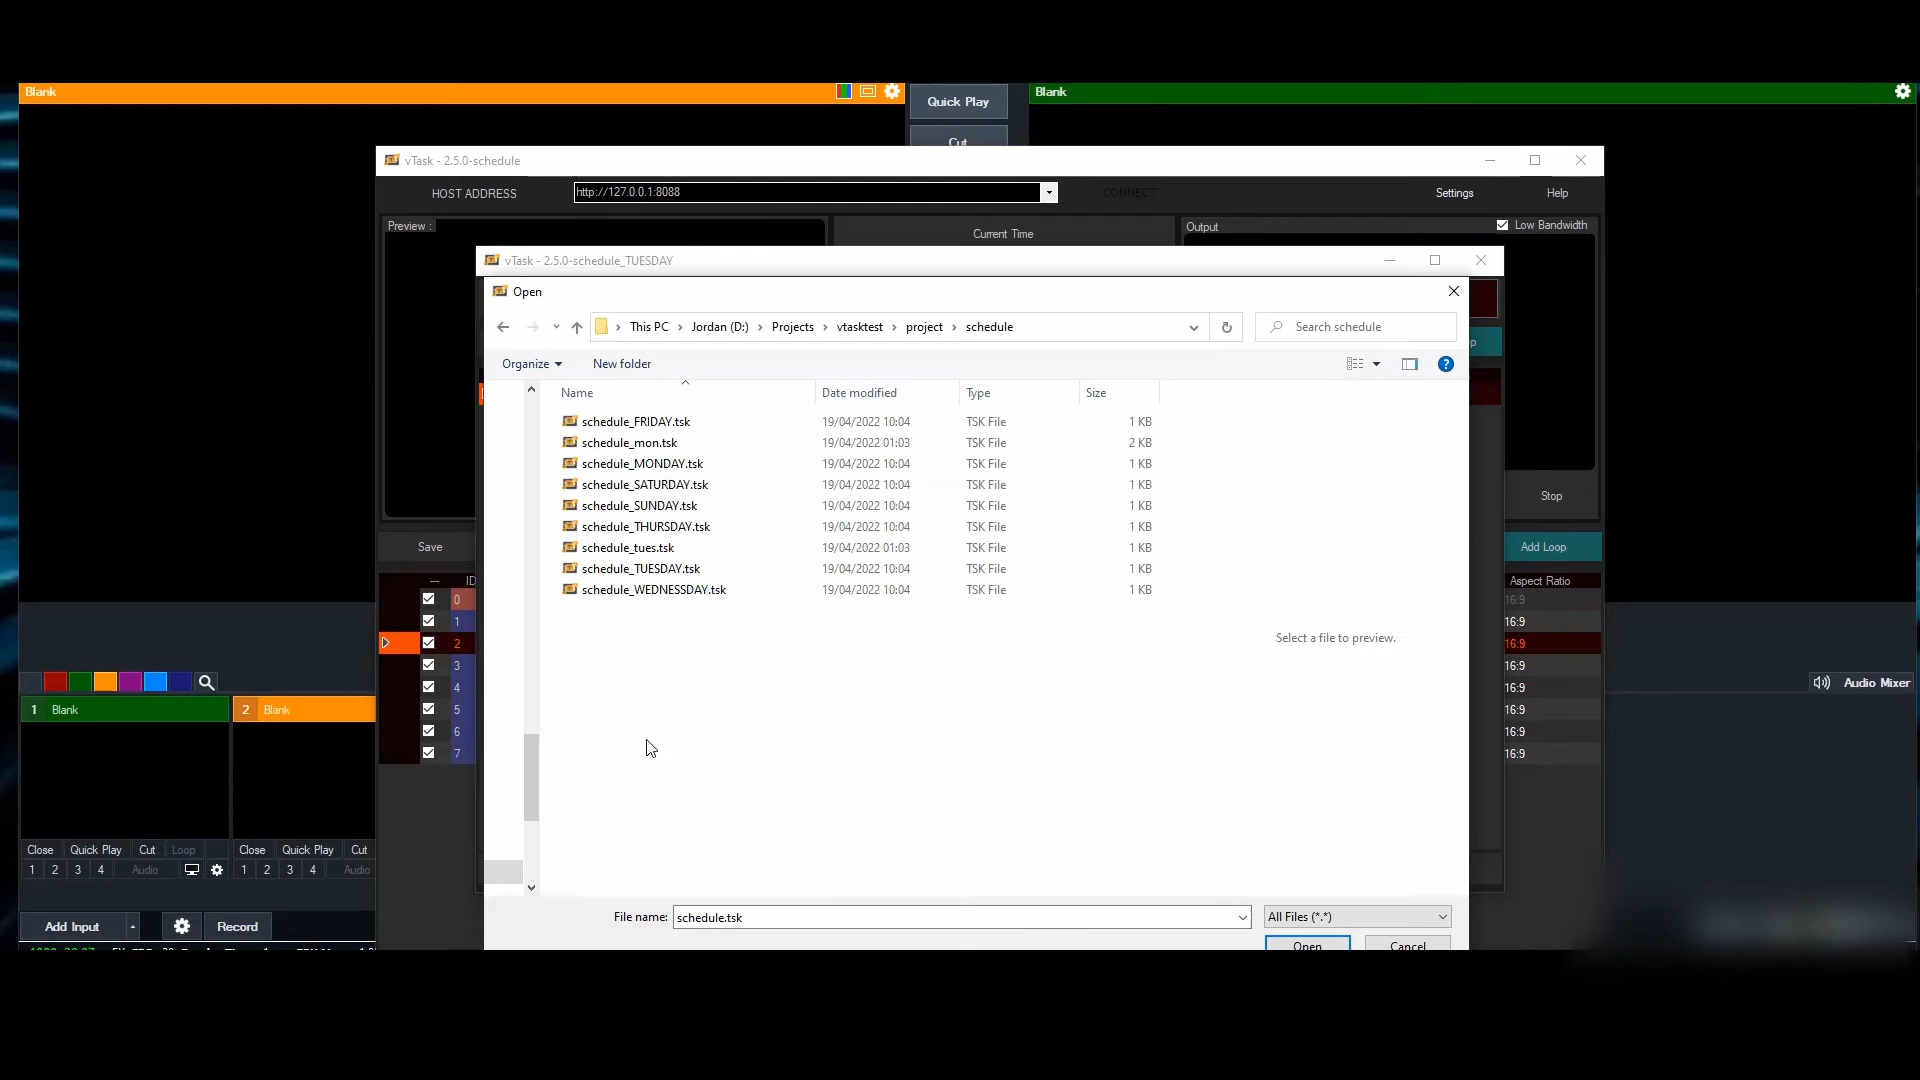 Blank
Quick Play
Blank
Cut
vTask - 2.5.0-schedule
HOST ADDRESS
http://127.0.0.1:8088
CONNECT
Settings
Help
Preview :
Current Time
Output
Low Bandwidth
vTask - 2.5.0-schedule_TUESDAY
Open
This PC > Jordan (D:) > Projects > vtasktest > project > schedule
Search schedule
Organize
New folder
Name
Date modified
Type
Size
schedule_FRIDAY.tsk 19/04/2022 10:04 TSK File 1 KB
schedule_mon.tsk 19/04/2022 01:03 TSK File 2 KB
schedule_MONDAY.tsk 19/04/2022 10:04 TSK File 1 KB
schedule_SATURDAY.tsk 19/04/2022 10:04 TSK File 1 KB
schedule_SUNDAY.tsk 19/04/2022 10:04 TSK File 1 KB
schedule_THURSDAY.tsk 19/04/2022 10:04 TSK File 1 KB
schedule_tues.tsk 19/04/2022 01:03 TSK File 1 KB
schedule_TUESDAY.tsk 19/04/2022 10:04 TSK File 1 KB
schedule_WEDNESSDAY.tsk 19/04/2022 10:04 TSK File 1 KB
Select a file to preview.
File name:
schedule.tsk
All Files (*.*)
Open
Cancel
Stop
Save
Add Loop
ID
Aspect Ratio
0 16:9
1 16:9
2 16:9
3 16:9
4 16:9
5 16:9
6 16:9
7 16:9
Audio Mixer
1 Blank
2 Blank
Close Quick Play Cut Loop
Close Quick Play Cut
1 2 3 4 Audio
1 2 3 4 Audio
Add Input
Record